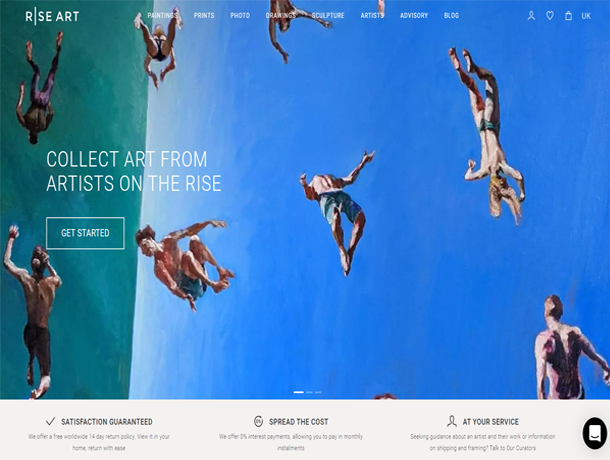 R|SE ART
PAINTINGS PRINTS PHOTO DRAWINGS SCULPTURE ARTISTS ADVISORY BLOG UK
COLLECT ART FROM
ARTISTS ON THE RISE
GET STARTED
SATISFACTION GUARANTEED
We offer a free worldwide 14 day return policy. View it in your
home, return with ease
0%
SPREAD THE COST
We offer 0% interest payments, allowing you to pay in monthly
instalments
AT YOUR SERVICE
Seeking guidance about an artist and their work or information
on shipping and framing? Talk to Our Curators